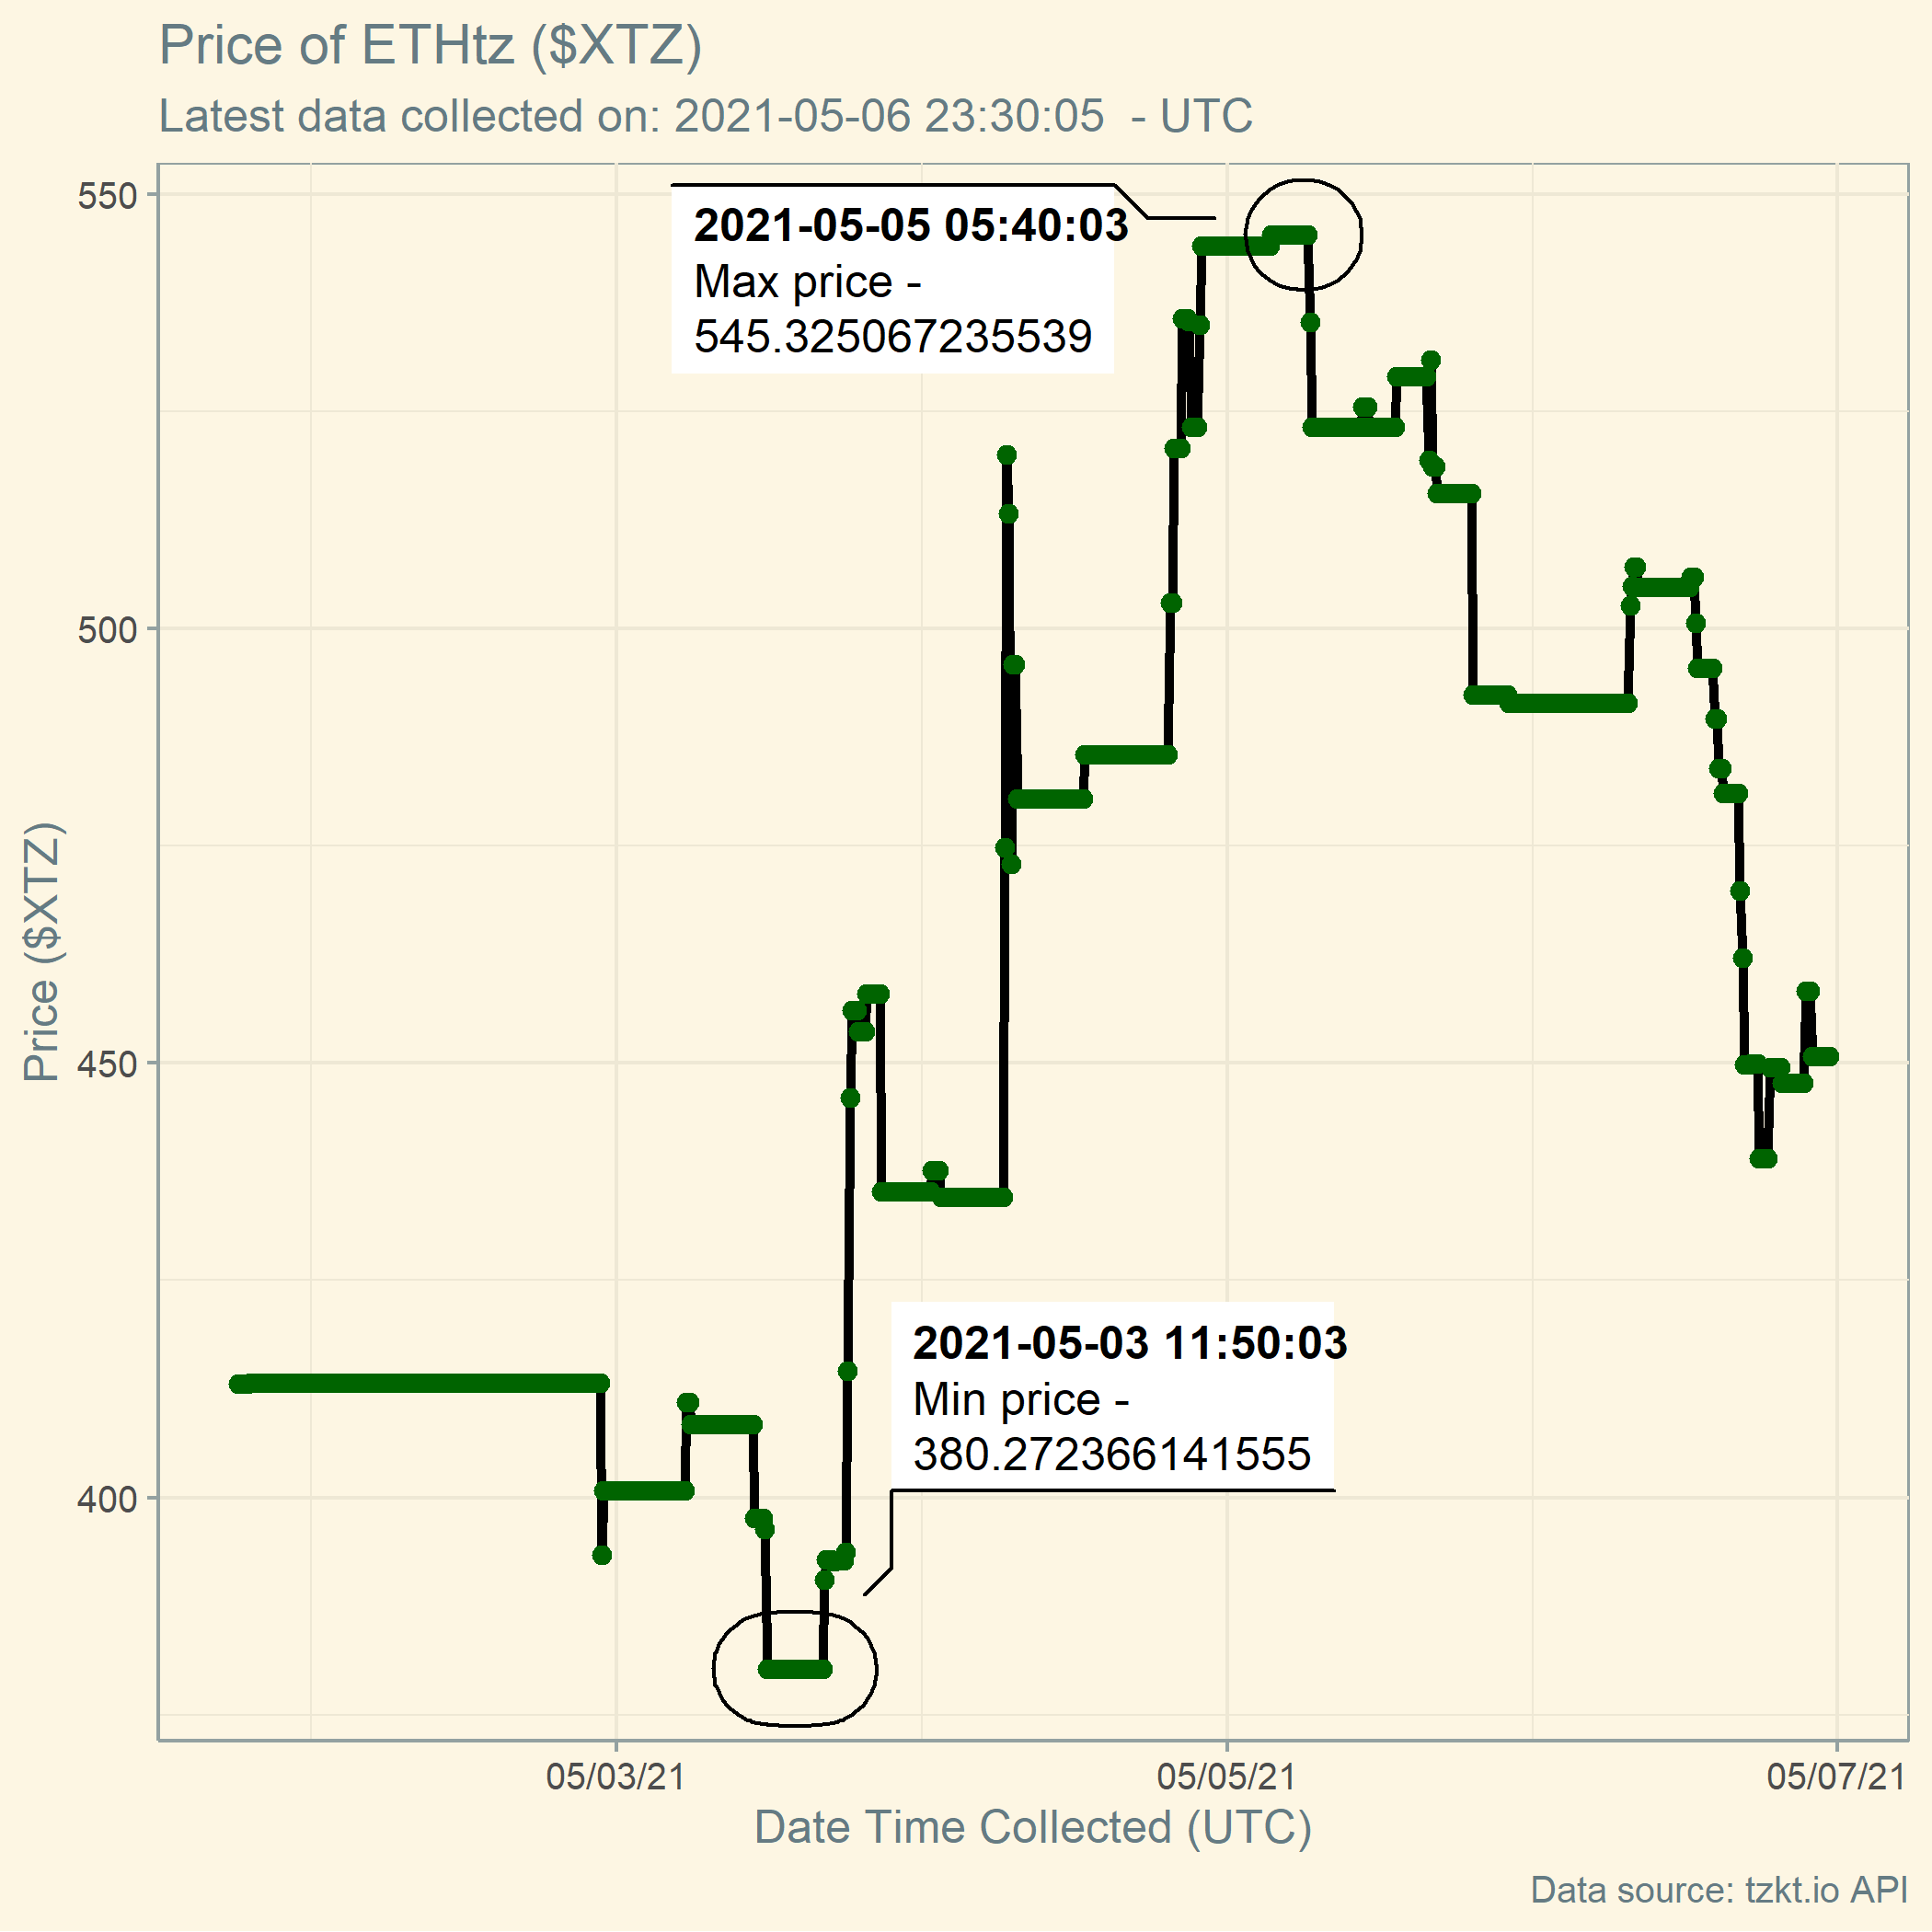 Price of ETHtz ($XTZ)
Latest data collected on: 2021-05-06 23:30:05  - UTC
550
2021-05-05 05:40:03
Max price -
545.325067235539
500
Price ($XTZ)
450
2021-05-03 11:50:03
Min price -
380.272366141555
400
05/03/21
05/05/21
05/07/21
Date Time Collected (UTC)
Data source: tzkt.io API